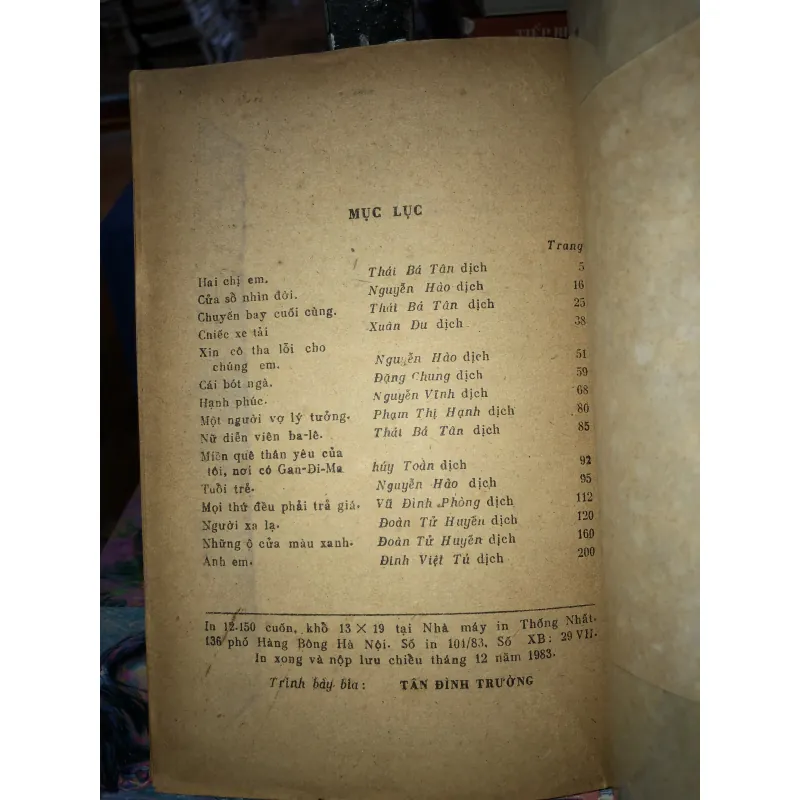 TIẾP BI
MỤC LỤC
Trang
Hai chị em. Thái Bá Tân dịch 5
Cửa sổ nhìn đời. Nguyễn Hào dịch 16
Chuyến bay cuối cùng. Thái Bá Tân dịch 25
Cniếc xe tải Xuân Du dịch 38
Xin cô tha lỗi cho
chúng em. Nguyễn Hào dịch 51
Cái bót ngà. Đặng Chung dịch 59
Hạnh phúc. Nguyễn Vĩnh dịch 68
Một người vợ lý tưởng. Phạm Thị Hạnh dịch 80
Nữ diễn viên ba-lê. Thái Bá Tân dịch 85
Miền quê thân yêu của
tôi, nơi có Gan-Đi-Ma húy Toàn dịch 92
Tuổi trẻ. Nguyễn Hào dịch 95
Mọi thứ đều phải trả giá. Vũ Đình Phòng dịch 112
Người xa lạ. Đoàn Tử Huyến dịch 120
Những ô cửa màu xanh. Đoàn Tử Huyến dịch 160
Anh em. Đinh Việt Tú dịch 200
In 12.150 cuốn, khổ 13 × 19 tại Nhà máy in Thống Nhất.
136 phố Hàng Bông Hà Nội. Số in 101/83, Số XB: 29 VH.
In xong và nộp lưu chiều tháng 12 năm 1983.
Trình bày bìa : TÂN ĐÌNH TRƯỜNG